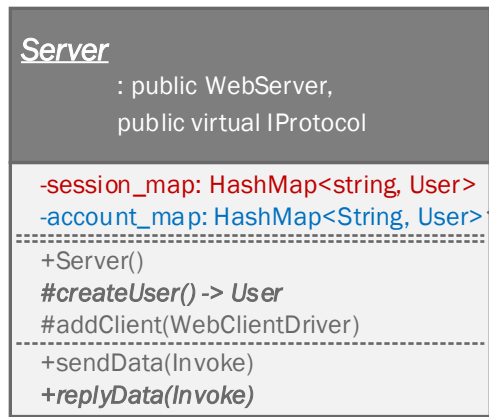 Server
: public WebServer,
public virtual IProtocol
-session_map: HashMap<string, User>
-account_map: HashMap<String, User>
+Server()
#createUser() -> User
#addClient(WebClientDriver)
+sendData(Invoke)
+replyData(Invoke)